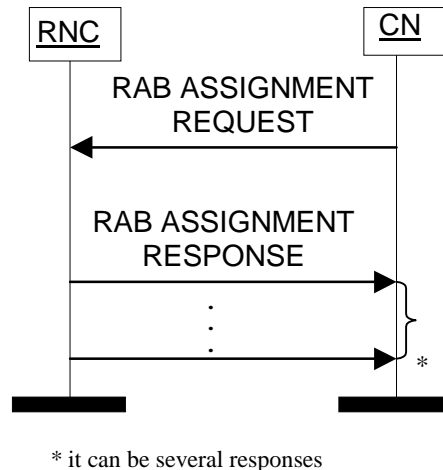 RNC
CN
RAB ASSIGNMENT
REQUEST
RAB ASSIGNMENT
RESPONSE
*
* it can be several responses